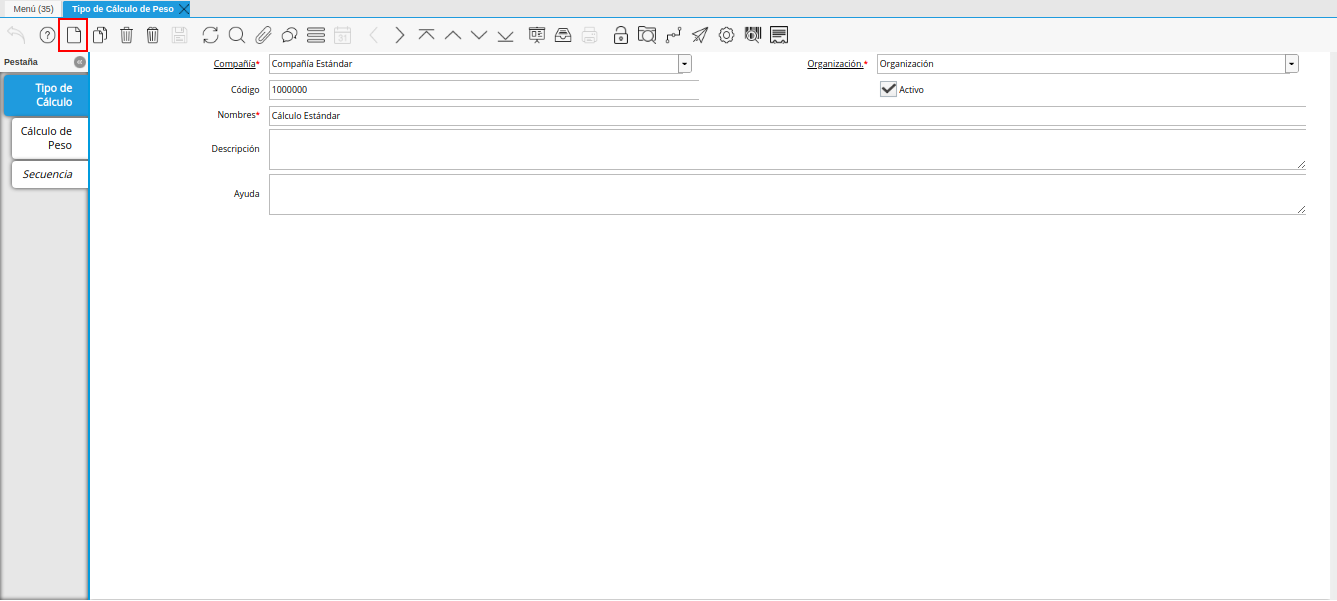 Menú (35)
Tipo de Cálculo de Peso
31
Pestaña
Tipo de
Cálculo
Cálculo de
Peso
Secuencia
Compañía*
Compañía Estándar
Organización.*
Organización
Código
1000000
Activo
Nombres*
Cálculo Estándar
Descripción
Ayuda